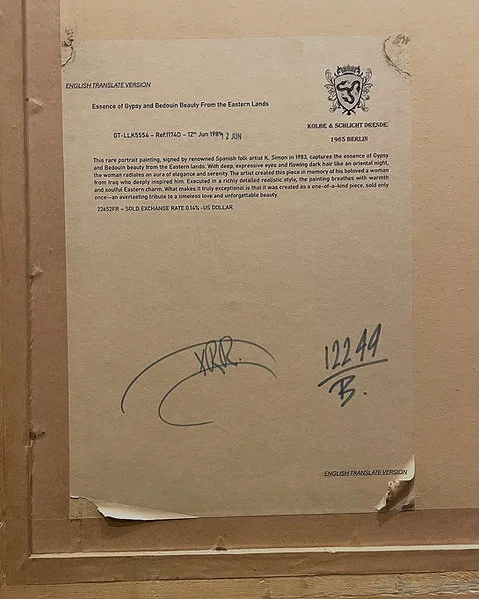 ENGLISH TRANSLATE VERSION
Essence of Gypsy and Bedouin Beauty From the Eastern Lands
KOLBE & SCHLICHT DRESDE
1965 BERLIN
GT-LLK5554 – Ref:1174D – 12ᵗʰ Jun 198 2 JUN
This rare portrait painting, signed by renowned Spanish folk artist K. Simon in 1983, captures the essence of Gypsy
and Bedouin beauty from the Eastern Lands. With deep, expressive eyes and flowing dark hair like an oriental night,
the woman radiates an aura of elegance and serenity. The artist created this piece in memory of his beloved a woman
from Iraq who deeply inspired him. Executed in a richly detailed realistic style, the painting breathes with warmth
and soulful Eastern charm. What makes it truly exceptional is that it was created as a one-of-a-kind piece, sold only
once—an everlasting tribute to a timeless love and unforgettable beauty.
22652FR – SOLD EXCHANGE RATE 0.14% -US DOLLAR
12244
B.
ENGLISH TRANSLATE VERSION